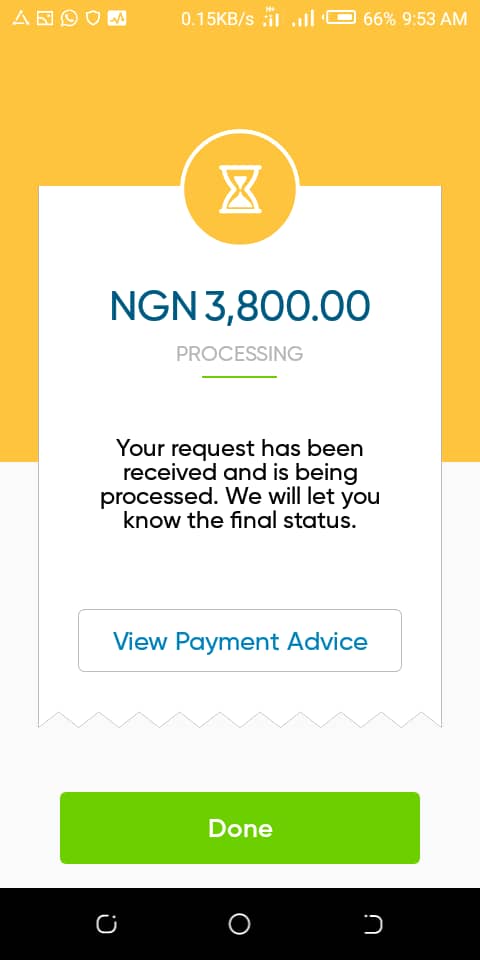 0.15KB/s 66% 9:53 AM
NGN 3,800.00
PROCESSING
Your request has been
received and is being
processed. We will let you
know the final status.
View Payment Advice
Done